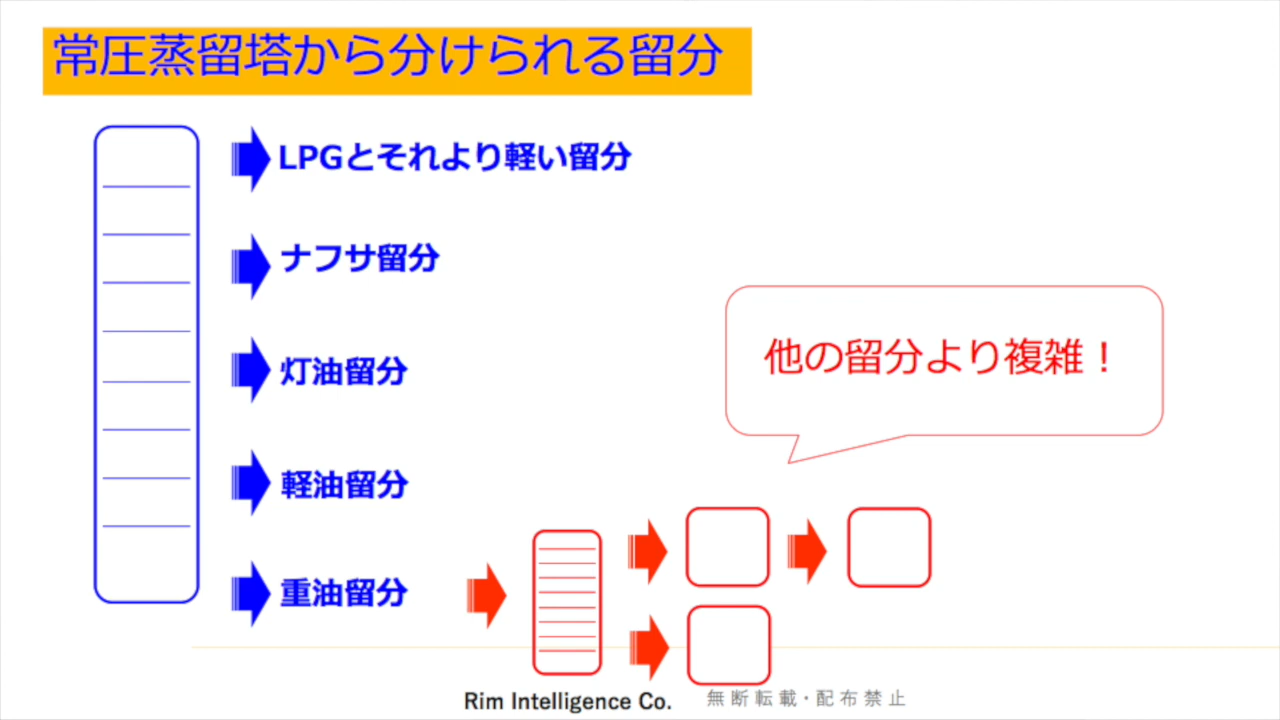 常圧蒸留塔から分けられる留分
LPGとそれより軽い留分
ナフサ留分
灯油留分
軽油留分
重油留分
他の留分より複雑！
Rim Intelligence Co.
無断転載・配布禁止